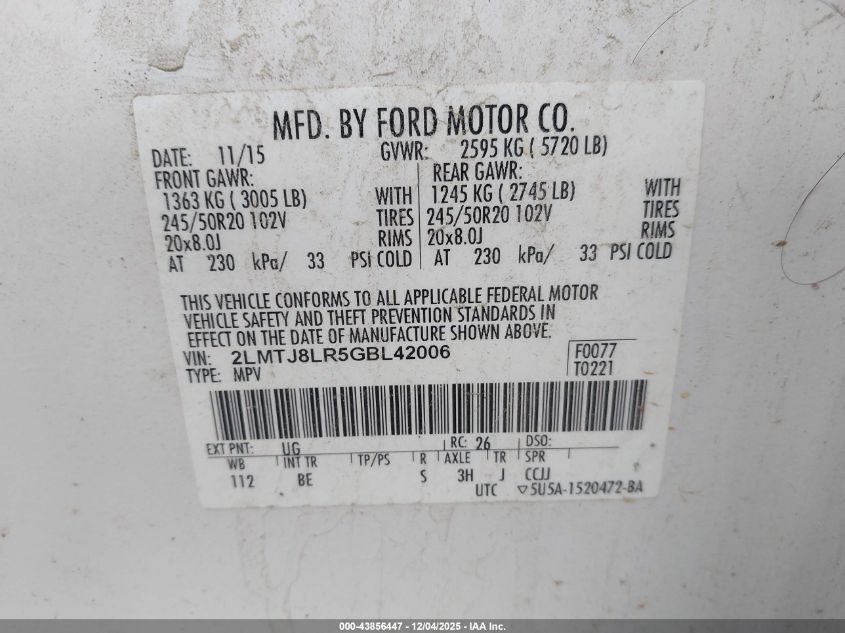 MFD. BY FORD MOTOR CO.
DATE: 11/15 GVWR: 2595 KG ( 5720 LB)
FRONT GAWR: REAR GAWR:
1363 KG ( 3005 LB) WITH 1245 KG ( 2745 LB) WITH
245/50R20 102V TIRES 245/50R20 102V TIRES
20x8.0J RIMS 20x8.0J RIMS
AT 230 kPa/ 33 PSI COLD AT 230 kPa/ 33 PSI COLD
THIS VEHICLE CONFORMS TO ALL APPLICABLE FEDERAL MOTOR
VEHICLE SAFETY AND THEFT PREVENTION STANDARDS IN
EFFECT ON THE DATE OF MANUFACTURE SHOWN ABOVE.
VIN: 2LMTJ8LR5GBL42006 F0077
TYPE: MPV T0221
EXT PNT: UG RC: 26 DSO:
WB INT TR TP/PS R AXLE TR SPR
112 BE S 3H J CCJJ
UTC ▽5U5A-1520472-BA
000-43856447 - 12/04/2025 - IAA Inc.